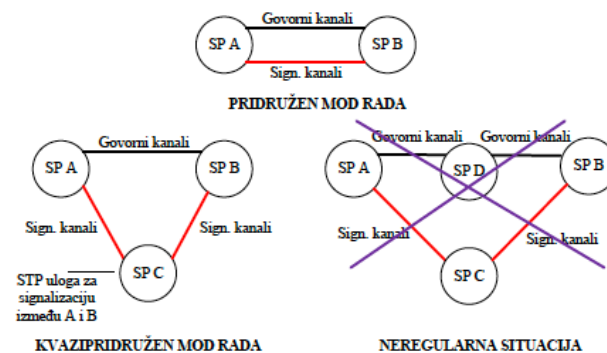 Govorni kanali
SP A
SP B
Sign. kanali
PRIDRUŽEN MOD RADA
Govorni kanali
SP A
SP B
Sign. kanali
Sign. kanali
SP C
STP uloga za
signalizaciju
između A i B
KVAZIPRIDRUŽEN MOD RADA
Govorni kanali
Govorni kanali
SP A
SP D
SP B
Sign. kanali
Sign. kanali
SP C
NEREGULARNA SITUACIJA